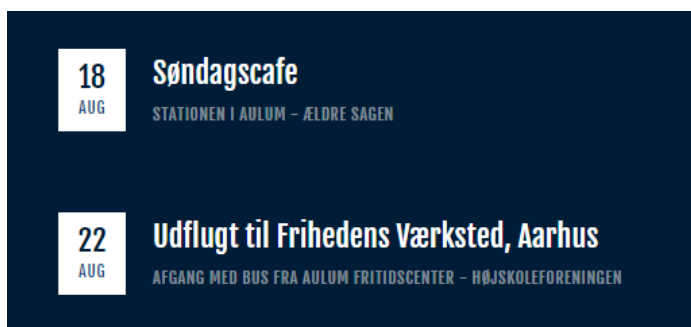 18
AUG
Søndagscafe
STATIONEN I AULUM – ÆLDRE SAGEN
22
AUG
Udflugt til Frihedens Værksted, Aarhus
AFGANG MED BUS FRA AULUM FRITIDSCENTER – HØJSKOLEFORENINGEN